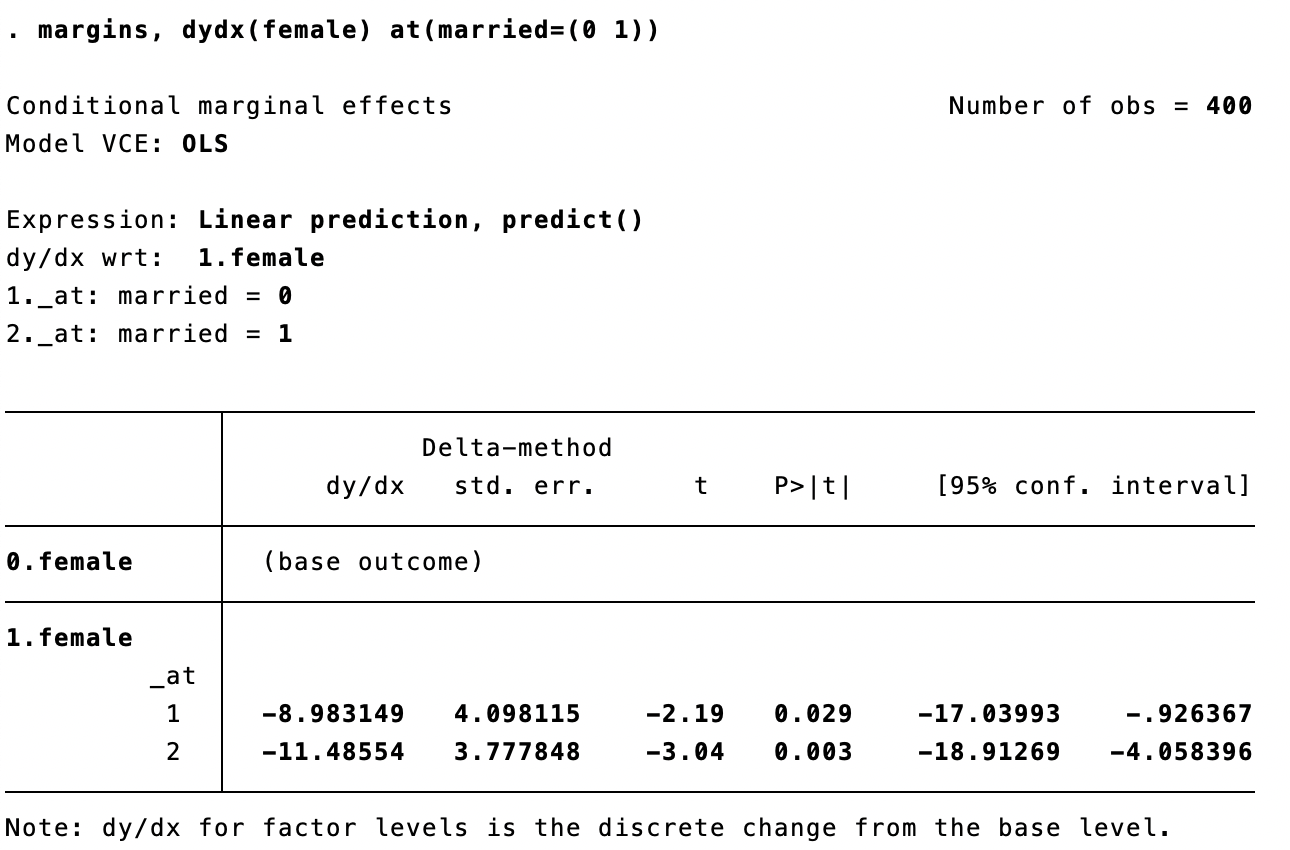 . margins, dydx(female) at(married=(0 1))
Conditional marginal effects                               Number of obs = 400
Model VCE: OLS
Expression: Linear prediction, predict()
dy/dx wrt:  1.female
1._at: married = 0
2._at: married = 1
Delta-method
dy/dx   std. err.      t    P>|t|     [95% conf. interval]
0.female   (base outcome)
1.female
_at
1   -8.983149   4.098115    -2.19   0.029    -17.03993    -.926367
2   -11.48554   3.777848    -3.04   0.003    -18.91269   -4.058396
Note: dy/dx for factor levels is the discrete change from the base level.